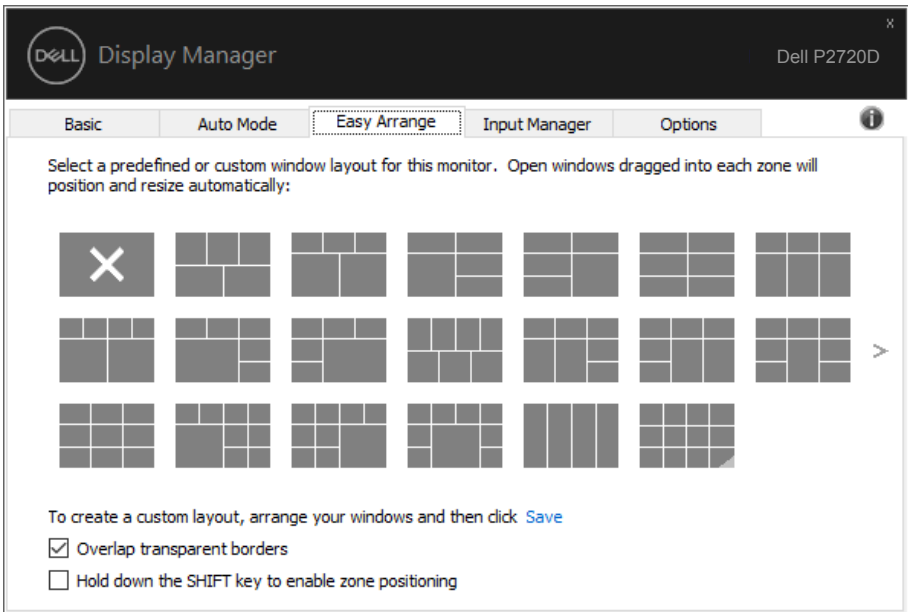 x
DELL Display Manager
Dell P2720D
Basic Auto Mode Easy Arrange Input Manager Options
Select a predefined or custom window layout for this monitor. Open windows dragged into each zone will
position and resize automatically:
>
To create a custom layout, arrange your windows and then click Save
Overlap transparent borders
Hold down the SHIFT key to enable zone positioning